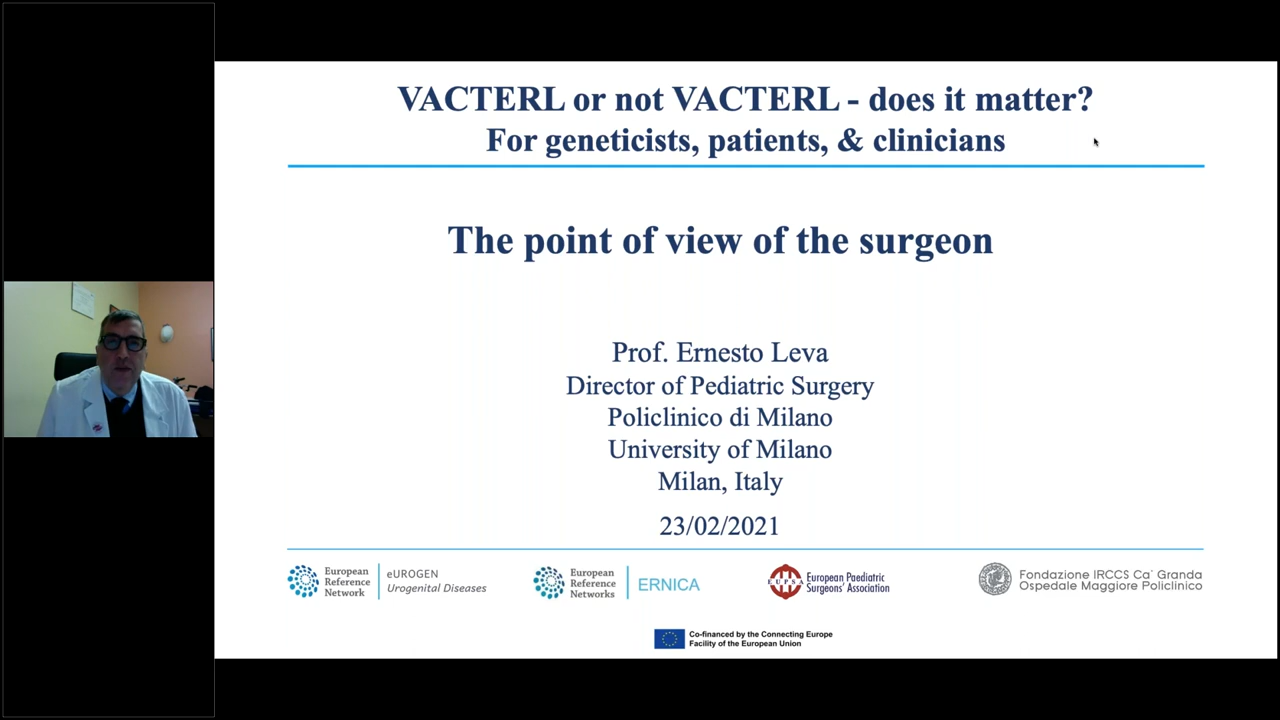 VACTERL or not VACTERL - does it matter?
For geneticists, patients, & clinicians
The point of view of the surgeon
Prof. Ernesto Leva
Director of Pediatric Surgery
Policlinico di Milano
University of Milano
Milan, Italy
23/02/2021
European
Reference
Network
eUROGEN
Urogenital Diseases
European
Reference
Networks
ERNICA
EUPSA
European Paediatric
Surgeons' Association
Fondazione IRCCS Ca' Granda
Ospedale Maggiore Policlinico
Co-financed by the Connecting Europe
Facility of the European Union